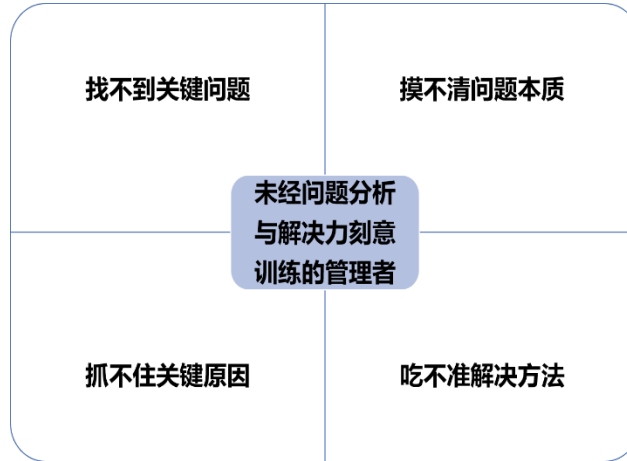 找不到关键问题
摸不清问题本质
未经问题分析
与解决力刻意
训练的管理者
抓不住关键原因
吃不准解决方法